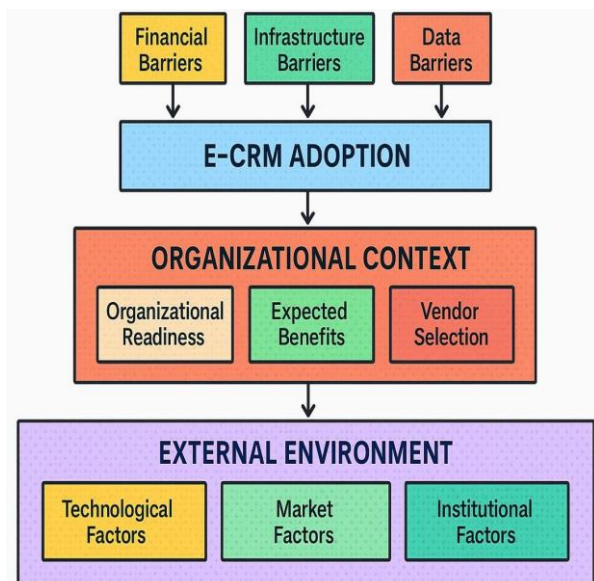 Financial
Barriers
Infrastructure
Barriers
Data
Barriers
E-CRM ADOPTION
ORGANIZATIONAL CONTEXT
Organizational
Readiness
Expected
Benefits
Vendor
Selection
EXTERNAL ENVIRONMENT
Technological
Factors
Market
Factors
Institutional
Factors